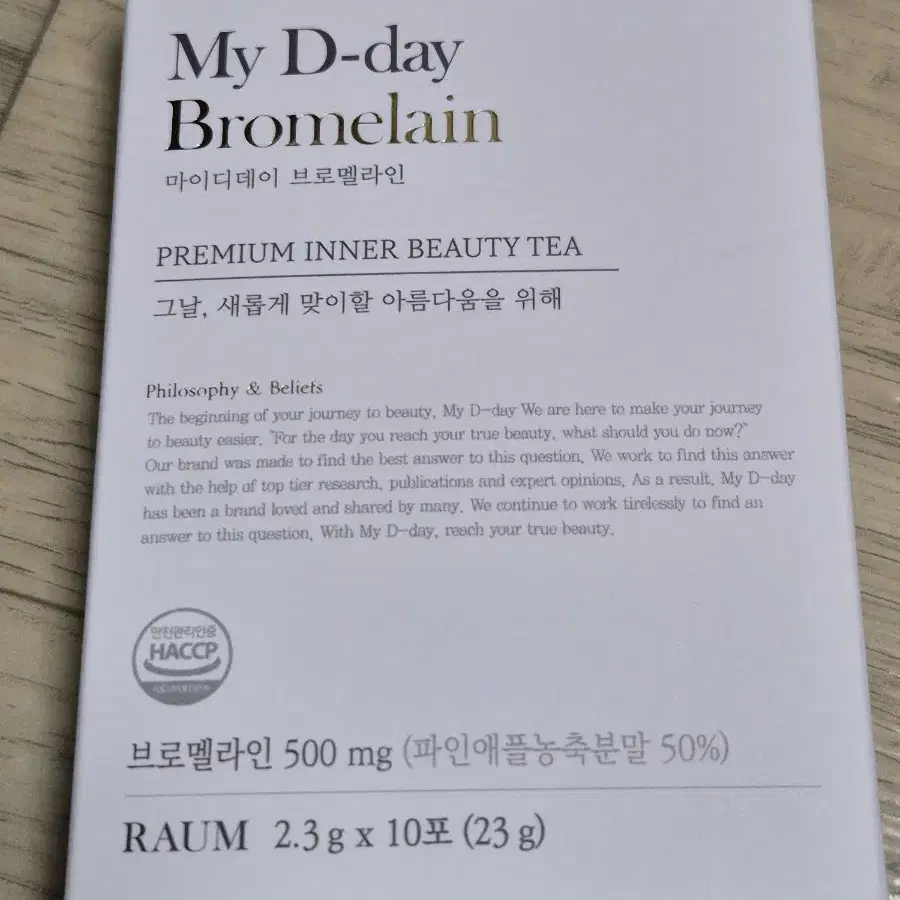 My D-day
Bromelain
마이디데이 브로멜라인
PREMIUM INNER BEAUTY TEA
그날, 새롭게 맞이할 아름다움을 위해
Philosophy & Beliefs
The beginning of your journey to beauty, My D-day We are here to make your journey
to beauty easier. "For the day you reach your true beauty, what should you do now?"
Our brand was made to find the best answer to this question. We work to find this answer
with the help of top tier research, publications and expert opinions. As a result, My D-day
has been a brand loved and shared by many. We continue to work tirelessly to find an
answer to this question. With My D-day, reach your true beauty.
안전관리인증
HACCP
브로멜라인 500 mg (파인애플농축분말 50%)
RAUM 2.3 g x 10포 (23 g)